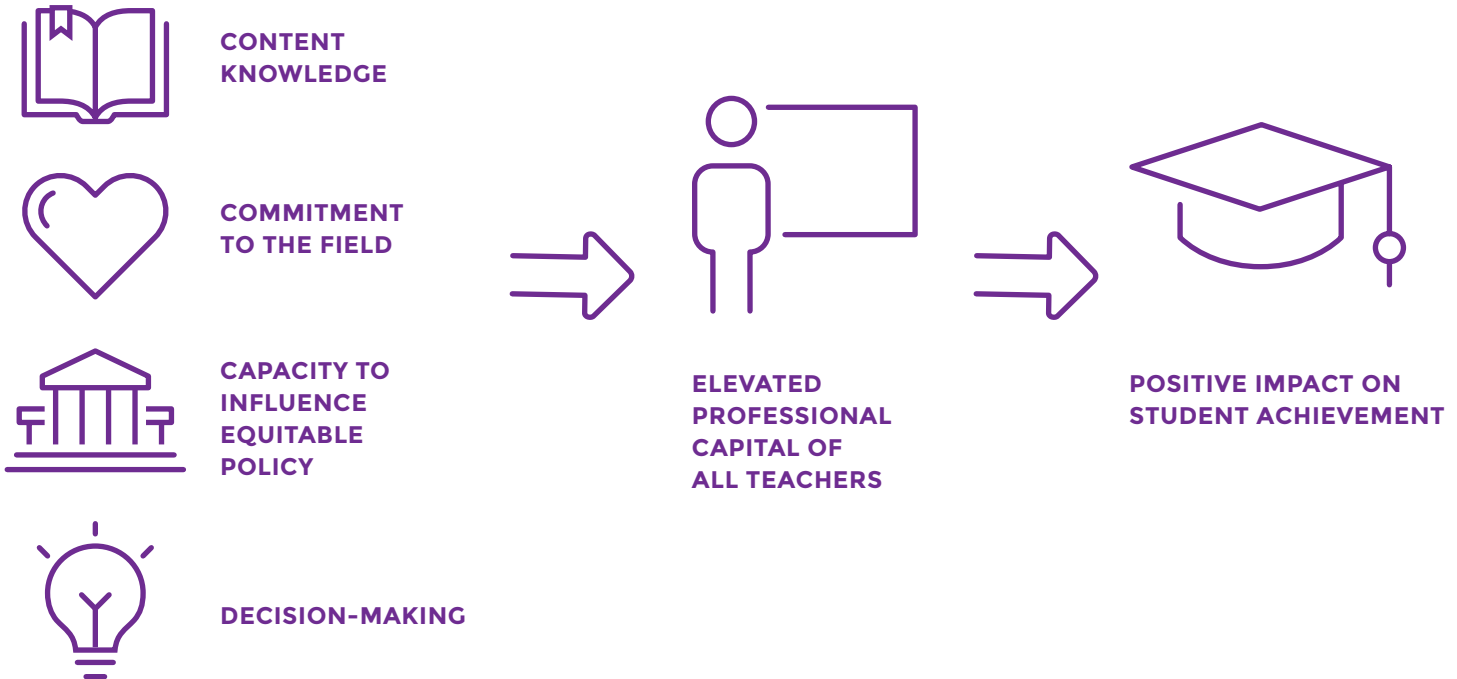 CONTENT
KNOWLEDGE
COMMITMENT
TO THE FIELD
CAPACITY TO
INFLUENCE
EQUITABLE
POLICY
DECISION-MAKING
ELEVATED
PROFESSIONAL
CAPITAL OF
ALL TEACHERS
POSITIVE IMPACT ON
STUDENT ACHIEVEMENT